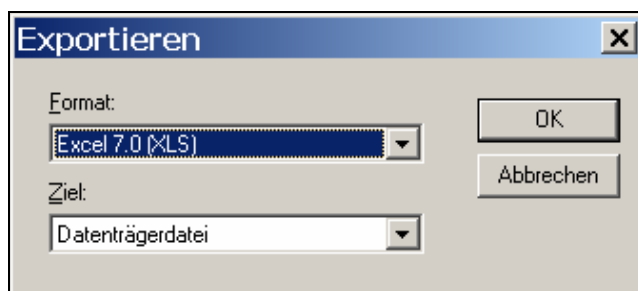 Exportieren
Format:
Excel 7.0 (XLS)
OK
Abbrechen
Ziel:
Datenträgerdatei